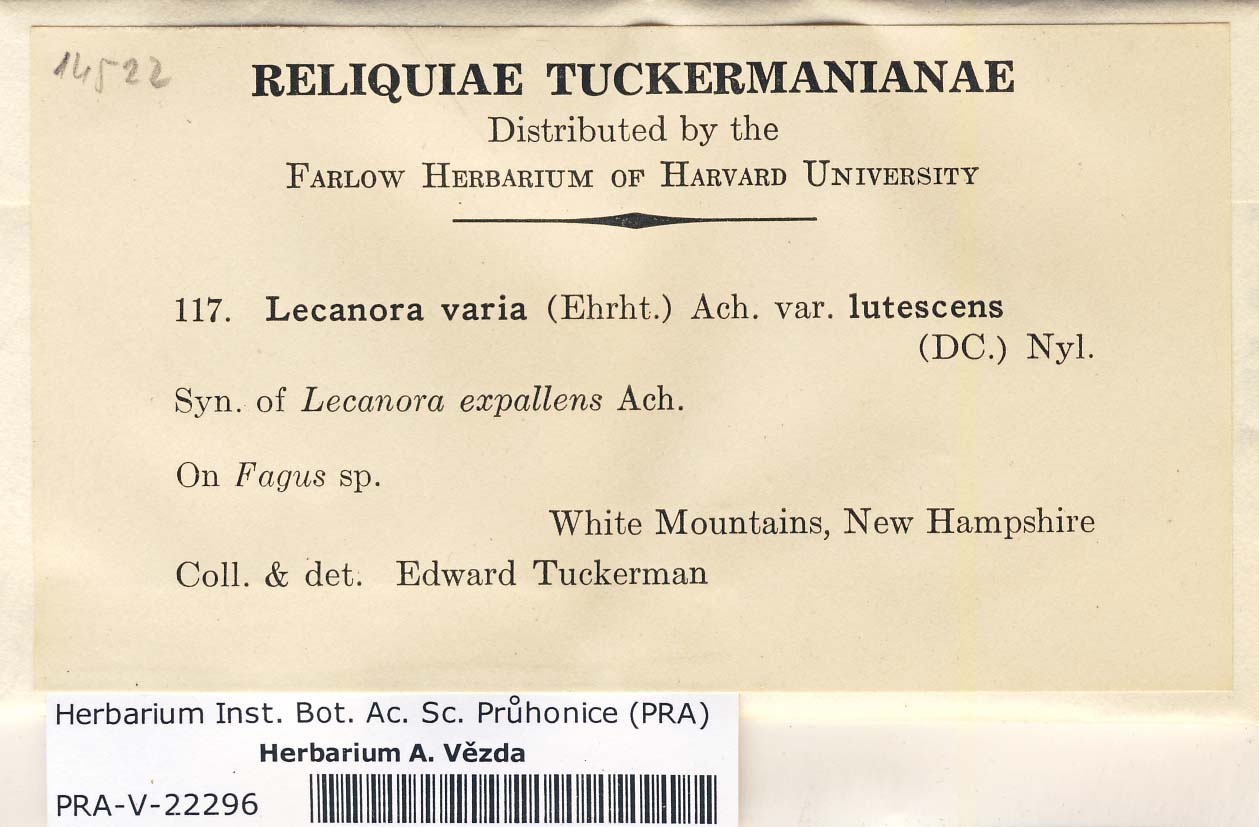 14522
RELIQUIAE TUCKERMANIANAE
Distributed by the
FARLOW HERBARIUM OF HARVARD UNIVERSITY
117. Lecanora varia (Ehrht.) Ach. var. lutescens
(DC.) Nyl.
Syn. of Lecanora expallens Ach.
On Fagus sp.
White Mountains, New Hampshire
Coll. & det. Edward Tuckerman
Herbarium Inst. Bot. Ac. Sc. Průhonice (PRA)
Herbarium A. Vězda
PRA-V-22296